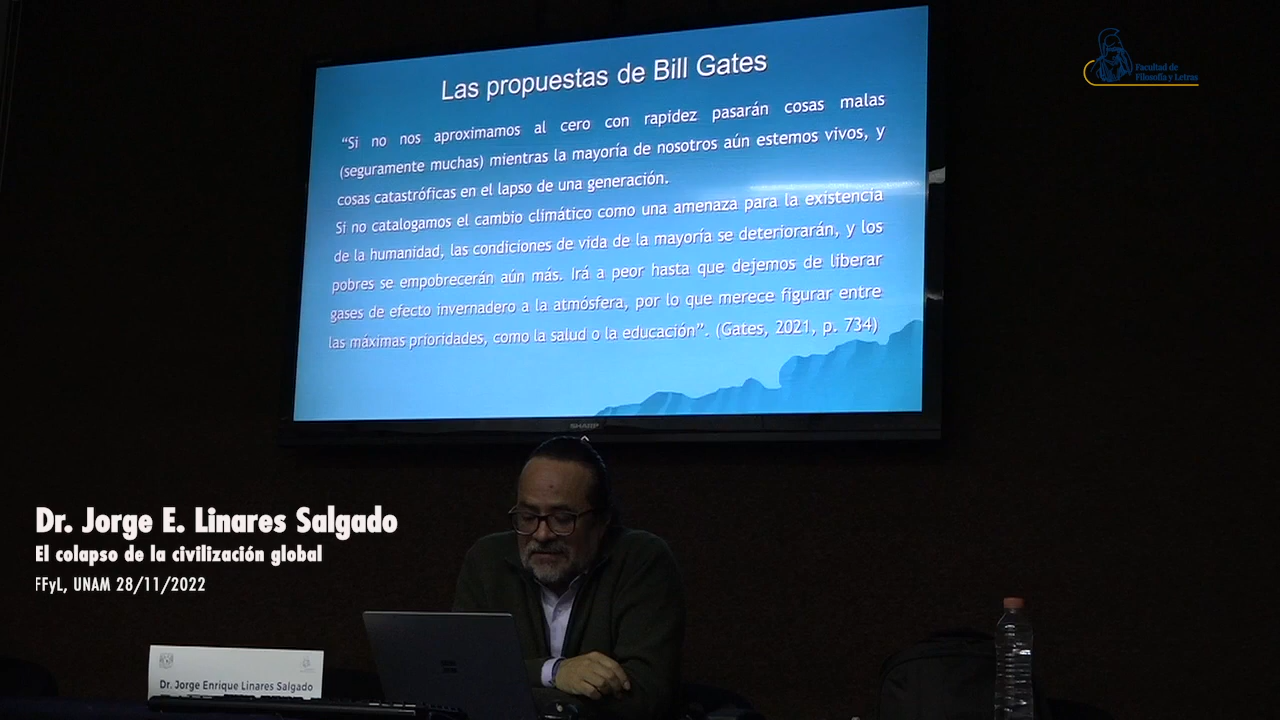 Las propuestas de Bill Gates
“Si no nos aproximamos al cero con rapidez pasarán cosas malas
(seguramente muchas) mientras la mayoría de nosotros aún estemos vivos, y
cosas catastróficas en el lapso de una generación.
Si no catalogamos el cambio climático como una amenaza para la existencia
de la humanidad, las condiciones de vida de la mayoría se deteriorarán, y los
pobres se empobrecerán aún más. Irá a peor hasta que dejemos de liberar
gases de efecto invernadero a la atmósfera, por lo que merece figurar entre
las máximas prioridades, como la salud o la educación”. (Gates, 2021, p. 734)
Facultad de
Filosofía y Letras
SHARP
Dr. Jorge E. Linares Salgado
El colapso de la civilización global
FFyL, UNAM 28/11/2022
Dr. Jorge Enrique Linares Salgado